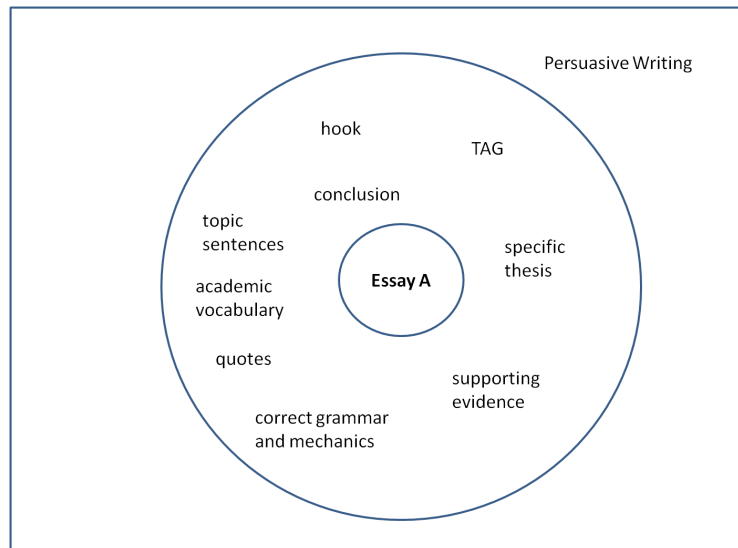 Persuasive Writing
hook
TAG
conclusion
topic
sentences
specific
thesis
Essay A
academic
vocabulary
quotes
supporting
evidence
correct grammar
and mechanics